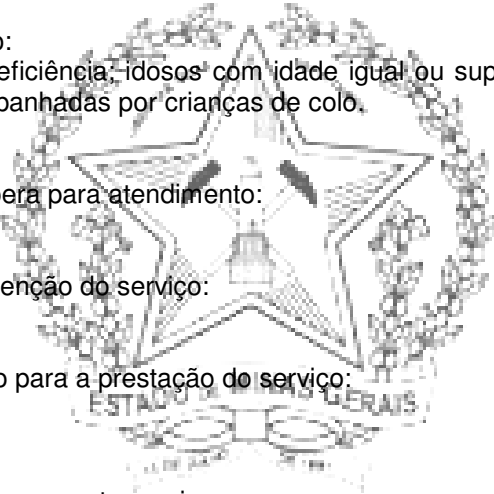 o:
eficiência; idosos com idade igual ou sup
panhadas por crianças de colo.
pera para atendimento:
enção do serviço:
o para a prestação do serviço:
ESTADO DE MINAS GERAIS